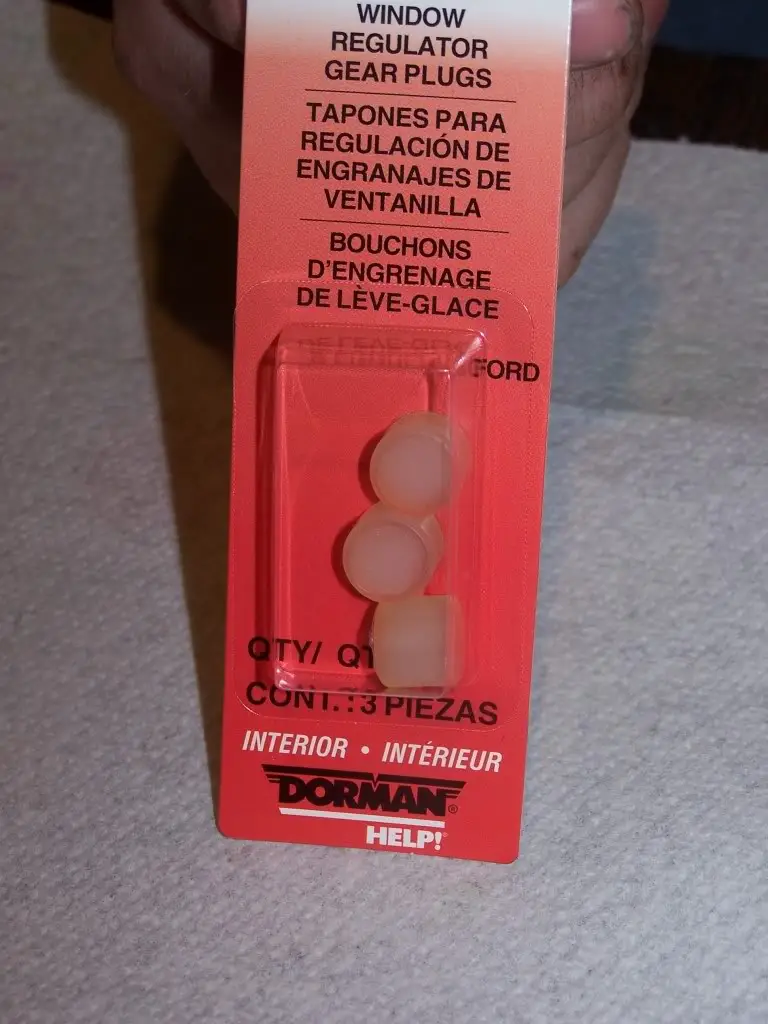 WINDOW
REGULATOR
GEAR PLUGS
TAPONES PARA
REGULACIÓN DE
ENGRANAJES DE
VENTANILLA
BOUCHONS
D'ENGRENAGE
DE LÈVE-GLACE
FORD
QTY/ QT
CONT.: 3 PIEZAS
INTERIOR • INTÉRIEUR
DORMAN®
HELP!